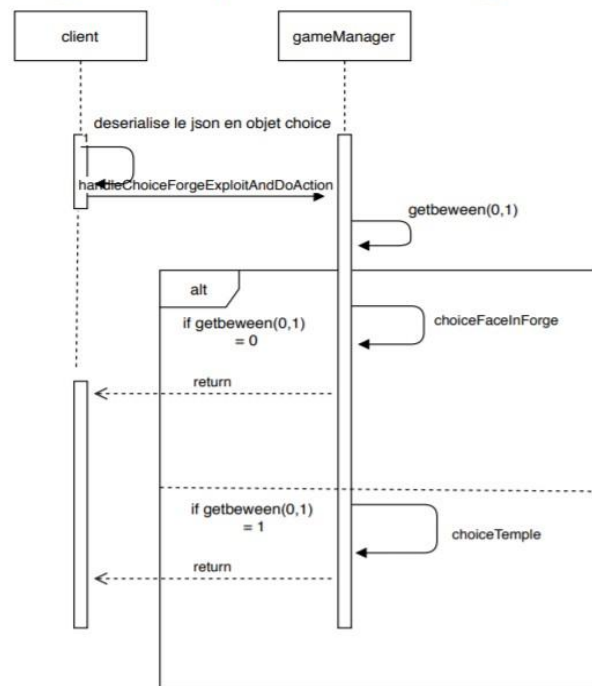 client
gameManager
deserialise le json en objet choice
handleChoiceForgeExploitAndDoAction
getbeween(0,1)
alt
if getbeween(0,1)
= 0
choiceFaceInForge
return
if getbeween(0,1)
= 1
choiceTemple
return